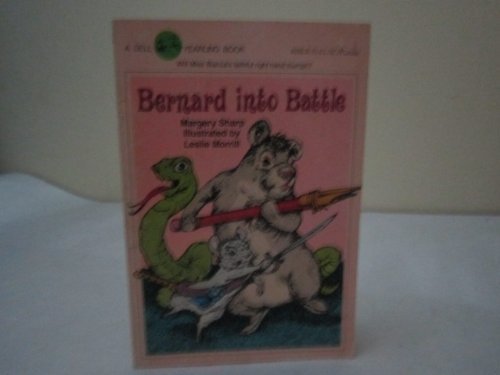 A DELL YEARLING BOOK
Bernard into Battle
Margery Sharp
Illustrated by
Leslie Morrill